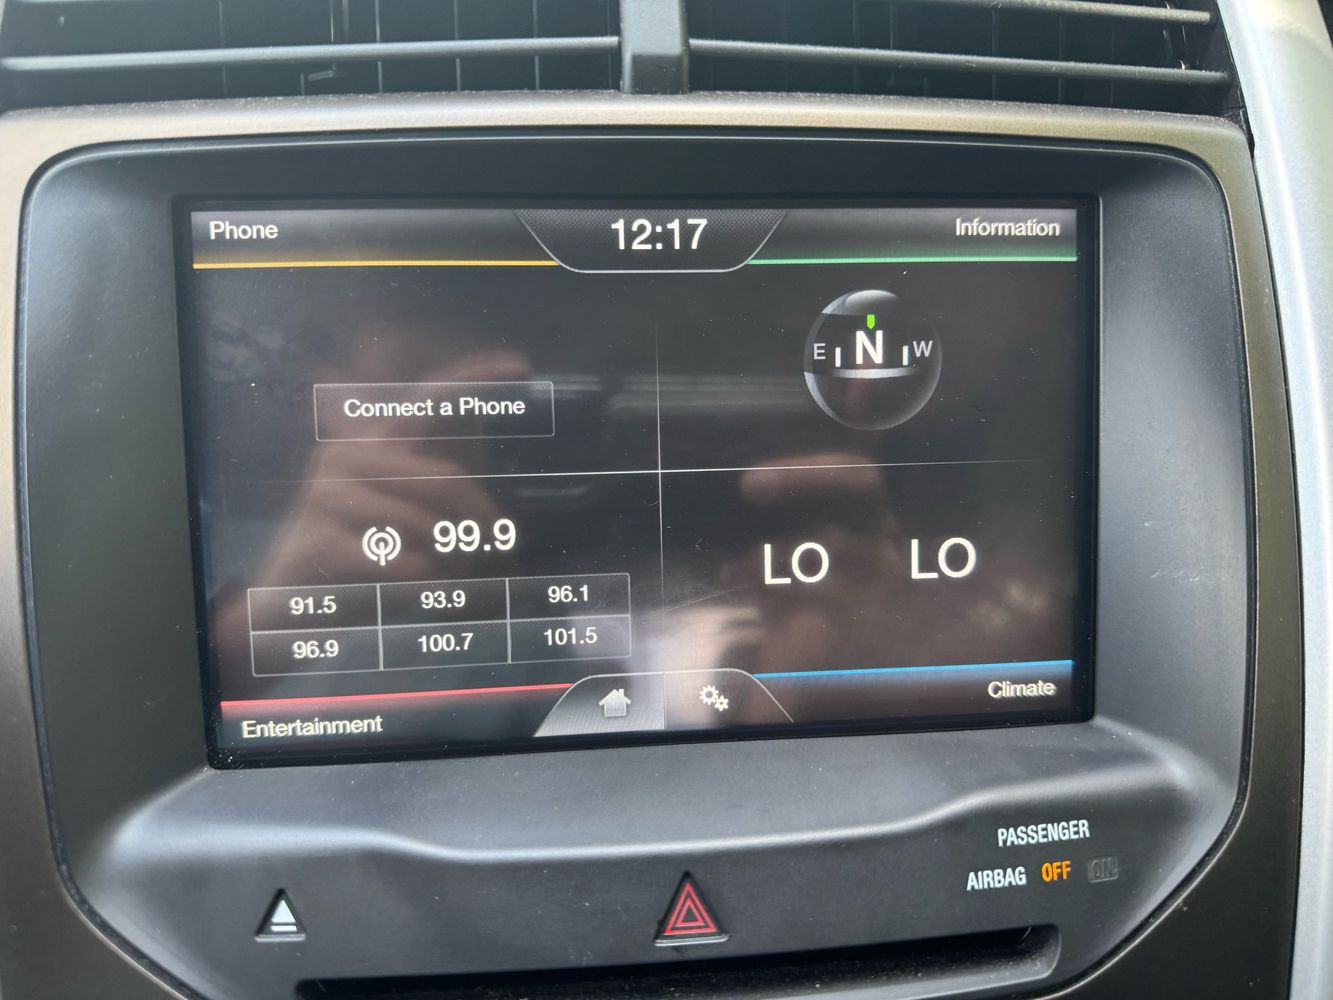 Phone
12:17
Information
E N W
Connect a Phone
99.9
LO LO
91.5 93.9 96.1
96.9 100.7 101.5
Entertainment
Climate
PASSENGER
AIRBAG OFF ON